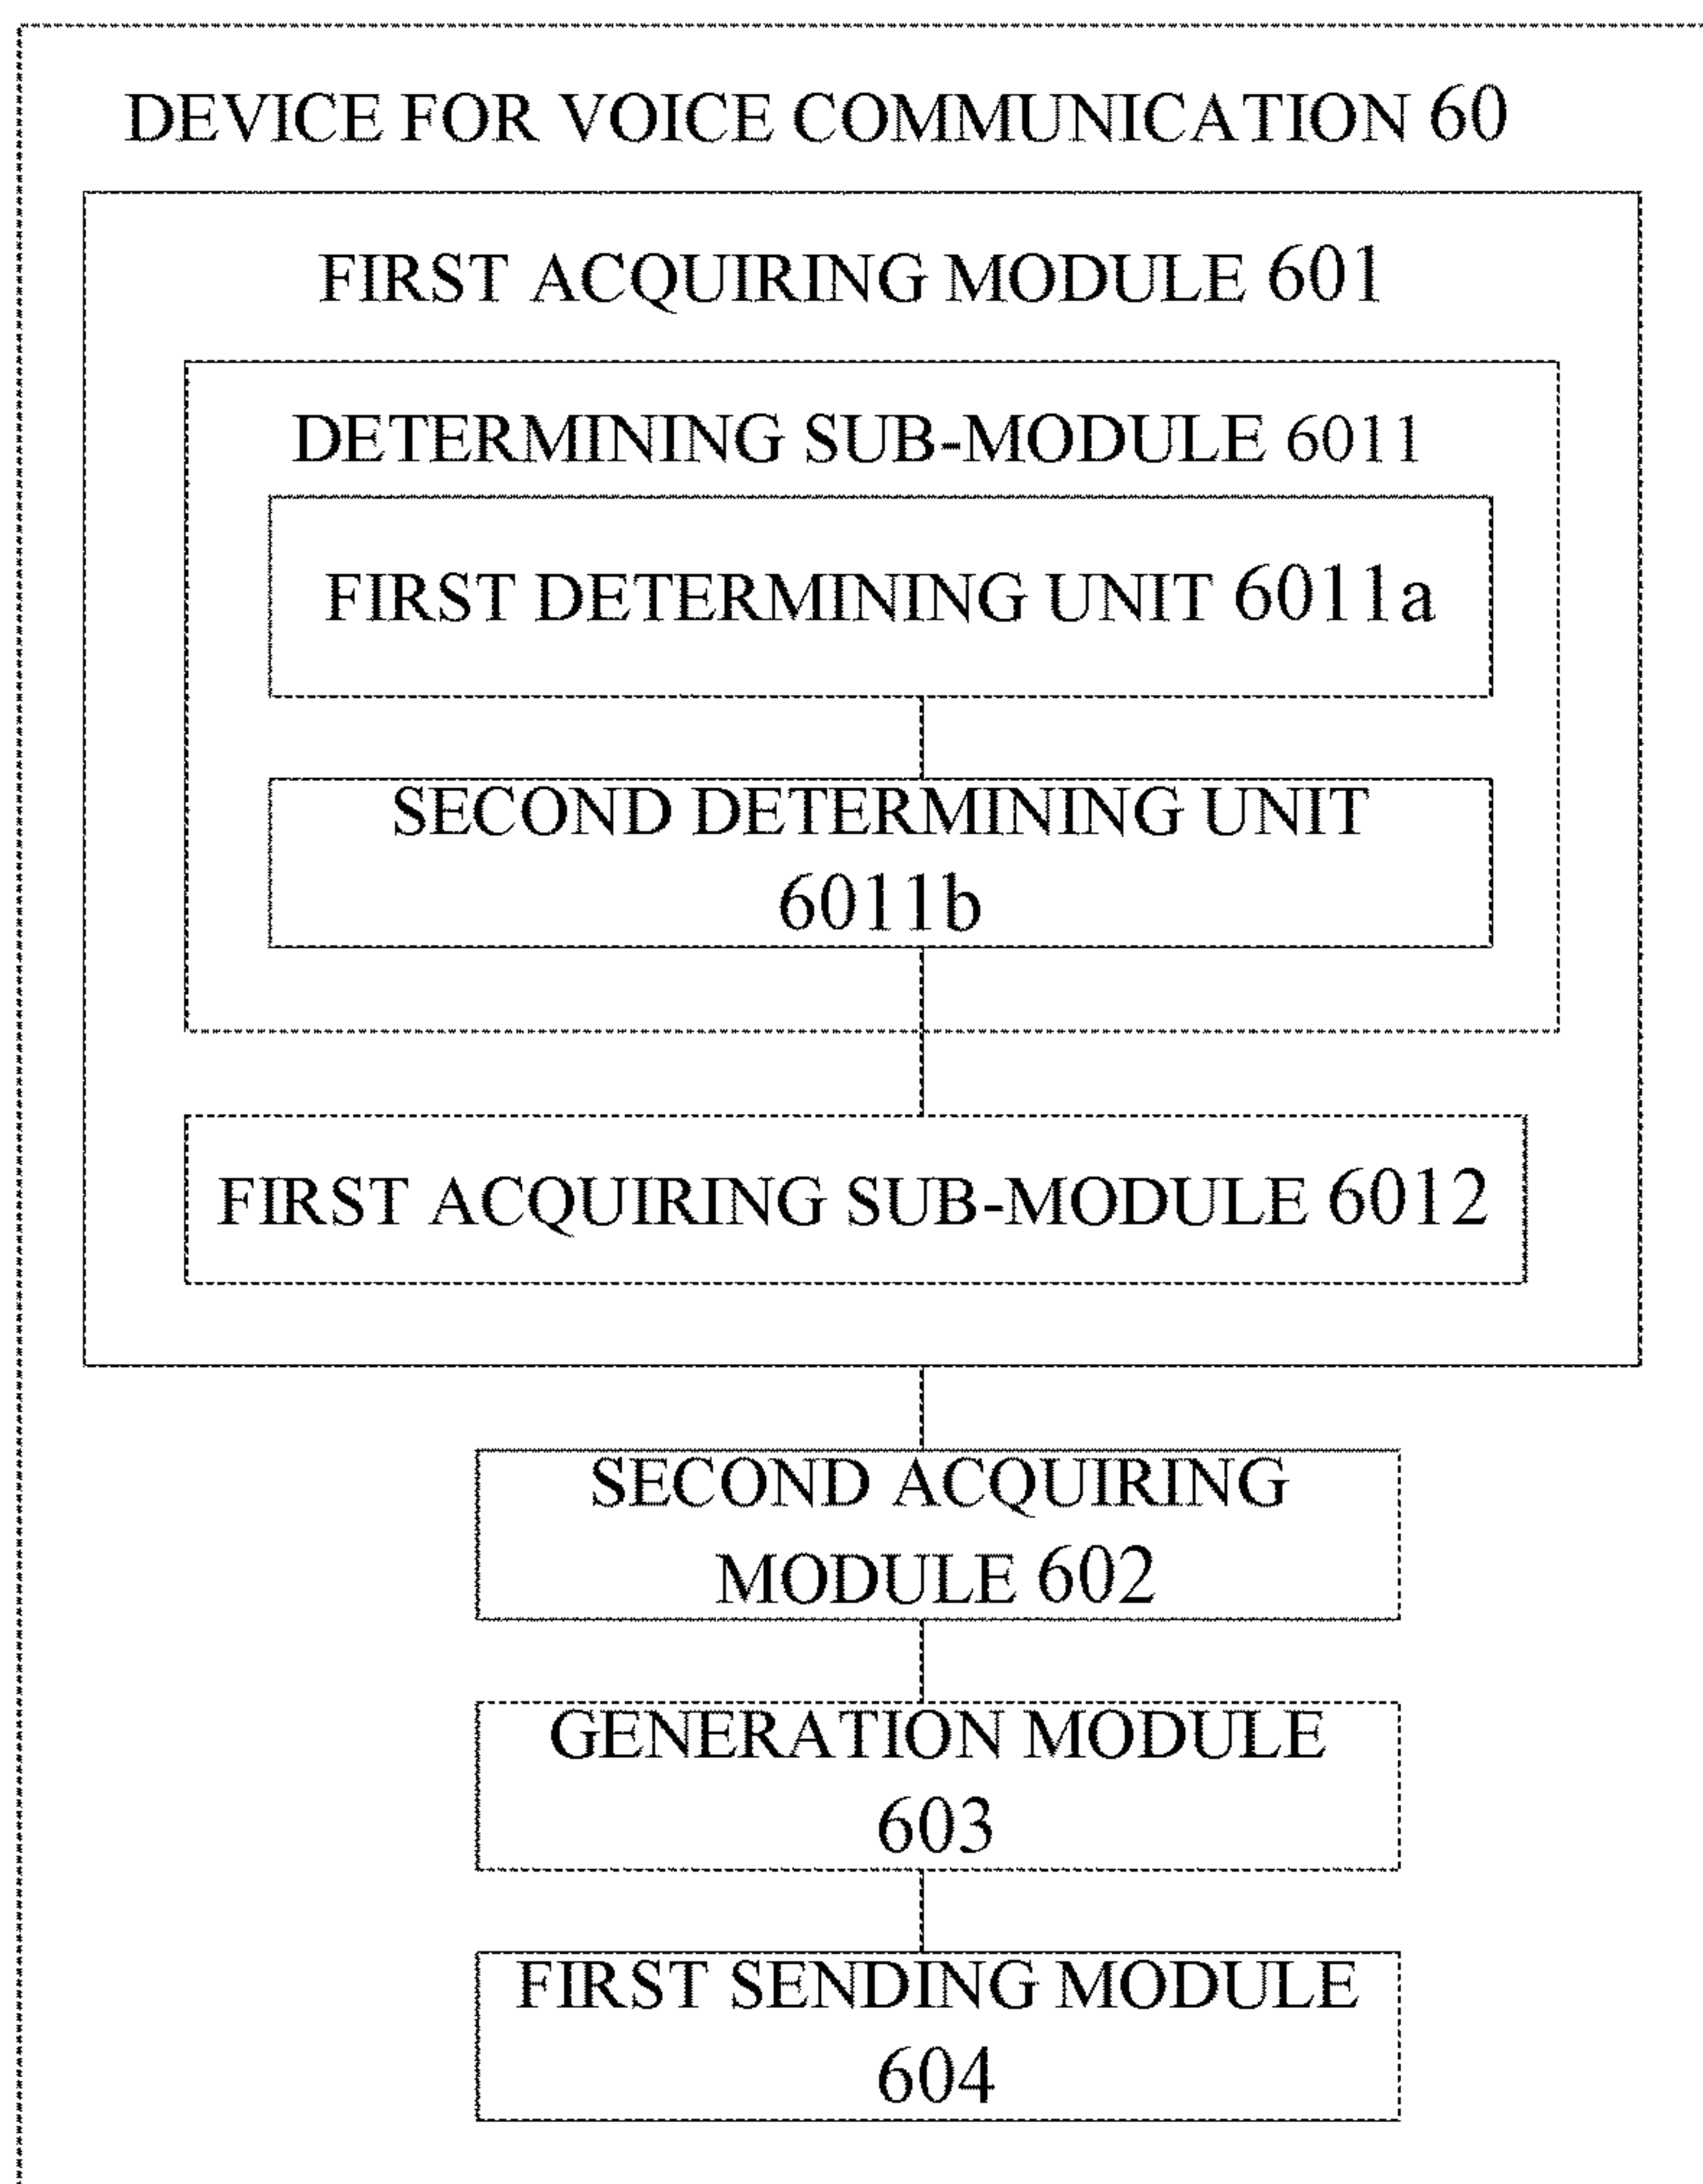 DEVICE FOR VOICE COMMUNICATION 60
FIRST ACQUIRING MODULE 601
DETERMINING SUB-MODULE 6011
FIRST DETERMINING UNIT 6011a
SECOND DETERMINING UNIT
6011b
FIRST ACQUIRING SUB-MODULE 6012
SECOND ACQUIRING
MODULE 602
GENERATION MODULE
603
FIRST SENDING MODULE
604